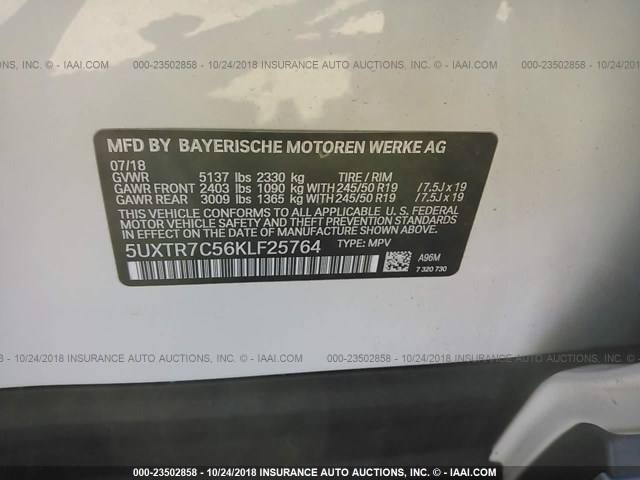 AUCTIONS, INC. - © IAAI.COM 000-23502858 - 10/24/2018 INSURANCE AUTO AUCTIONS, INC. - © IAAI.COM 000-23502858 - 10/24/2018
MFD BY BAYERISCHE MOTOREN WERKE AG
07/18
GVWR 5137 lbs 2330 kg TIRE / RIM
GAWR FRONT 2403 lbs 1090 kg WITH 245/50 R19 / 7.5J x 19
GAWR REAR 3009 lbs 1365 kg WITH 245/50 R19 / 7.5J x 19
THIS VEHICLE CONFORMS TO ALL APPLICABLE U.S. FEDERAL
MOTOR VEHICLE SAFETY AND THEFT PREVENTION STANDARDS
IN EFFECT ON THE DATE OF MANUFACTURE SHOWN ABOVE.
5UXTR7C56KLF25764 TYPE: MPV
A96M
7 320 730
8 - 10/24/2018 INSURANCE AUTO AUCTIONS, INC. - © IAAI.COM 000-23502858 - 10/24/2018 INSURANCE AUTO AUCTIONS, INC. - © IAAI.COM
000-23502858 - 10/24/2018 INSURANCE AUTO AUCTIONS, INC. - © IAAI.COM